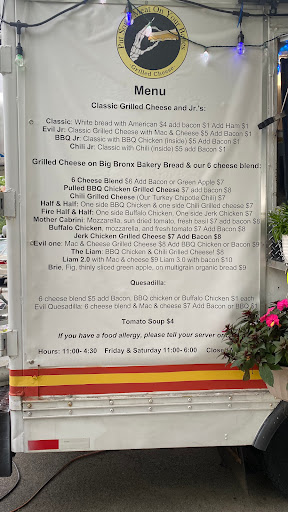 Put Some Meat On Your Bones
Grilled Cheese
Menu
Classic Grilled Cheese and Jr.'s:
Classic: White bread with American $4 add bacon $1 Add Ham $1
Evil Jr: Classic Grilled Cheese with Mac & Cheese $5 Add Bacon $1
BBQ Jr: Classic with BBQ Chicken (inside) $5 Add Bacon $1
Chili Jr: Classic with Chili (inside) $5 add Bacon $1
Grilled Cheese on Big Bronx Bakery Bread & our 6 cheese blend:
6 Cheese Blend $6 Add Bacon or Green Apple $7
Pulled BBQ Chicken Grilled Cheese $7 add bacon $8
Chili Grilled Cheese (Our Turkey Chipotle Chili) $7
Half & Half: One side BBQ Chicken & one side Chili Grilled cheese $7
Fire Half & Half: One side Buffalo Chicken, One side Jerk Chicken $7
Mother Cabrini: Mozzarella, sun dried tomato, fresh basil $7 add bacon $8
Buffalo Chicken, mozzarella, and fresh tomato $7 Add Bacon $8
Jerk Chicken Grilled Cheese $7 Add Bacon $8
Evil one: Mac & Cheese Grilled Cheese $8 Add BBQ Chicken or Bacon $9
The Liam: BBQ Chicken & Chili Grilled Cheese! $8
Liam 2.0 with Mac & cheese $9 Liam 3.0 with bacon $10
Brie, Fig, thinly sliced green apple, on multigrain organic bread $9
Quesadilla:
6 cheese blend $5 add Bacon, BBQ chicken or Buffalo Chicken $1 each
Evil Quesadilla: 6 cheese blend & Mac & cheese $7 Add Bacon or BBQ $1
Tomato Soup $4
If you have a food allergy, please tell your server
Hours: 11:00- 4:30 Friday & Saturday 11:00- 6:00